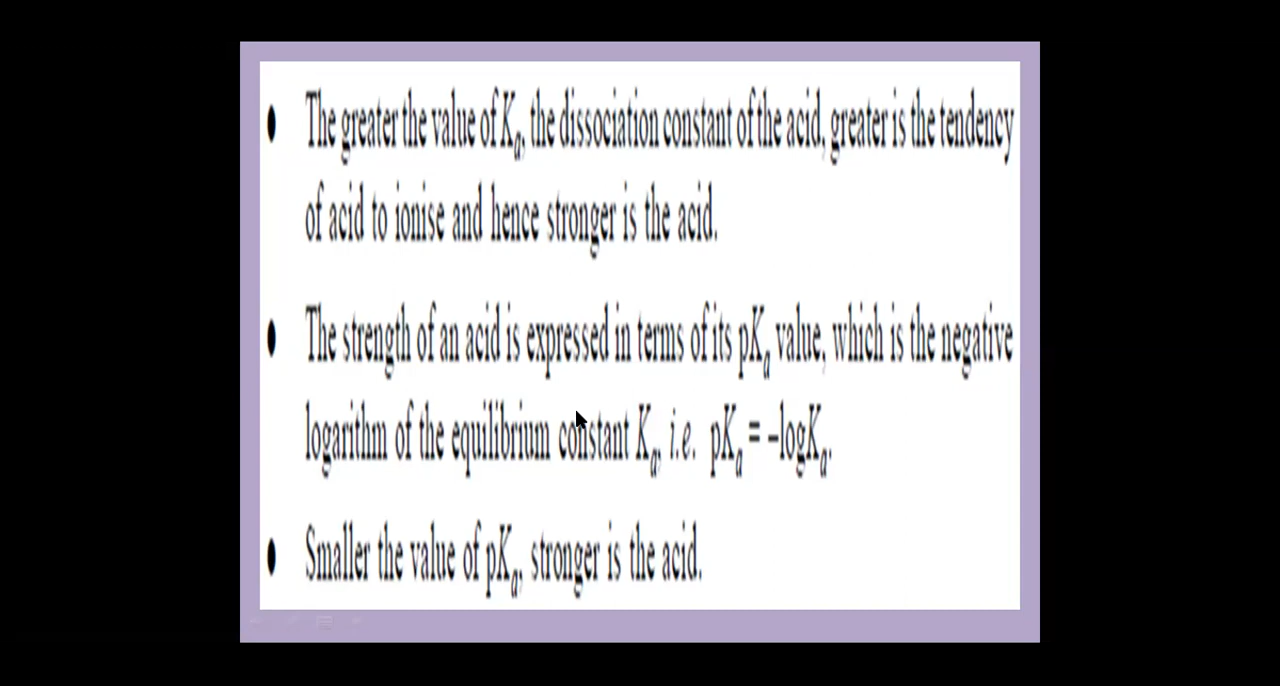 • The greater the value of Ka, the dissociation constant of the acid, greater is the tendency
of acid to ionise and hence stronger is the acid.
• The strength of an acid is expressed in terms of its pKa value, which is the negative
logarithm of the equilibrium constant Ka, i.e. pKa = –logKa.
• Smaller the value of pKa, stronger is the acid.